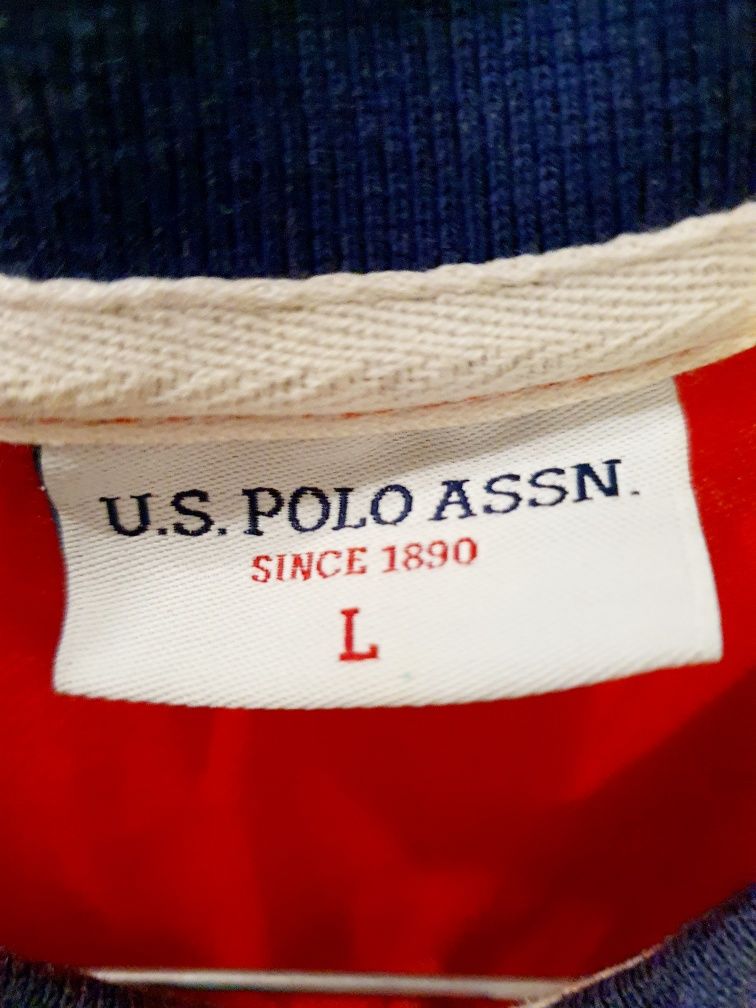 U.S. POLO ASSN.
SINCE 1890
L